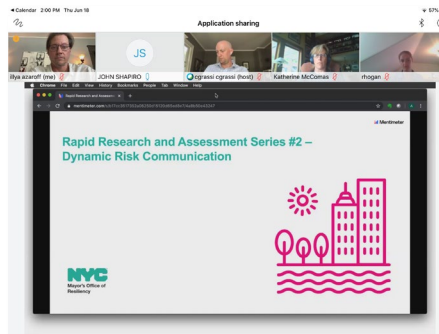 ◂ Calendar 2:00 PM Thu Jun 18
57%
Application sharing
JS
illya azaroff (me)
JOHN SHAPIRO
cgrassi cgrassi (host)
Katherine McComas
rhogan
Chrome File Edit View History Bookmarks People Tab Window Help
Rapid Research and Assessm
Mentimeter
Rapid Research and Assessment Series #2 –
Dynamic Risk Communication
NYC
Mayor's Office of
Resiliency